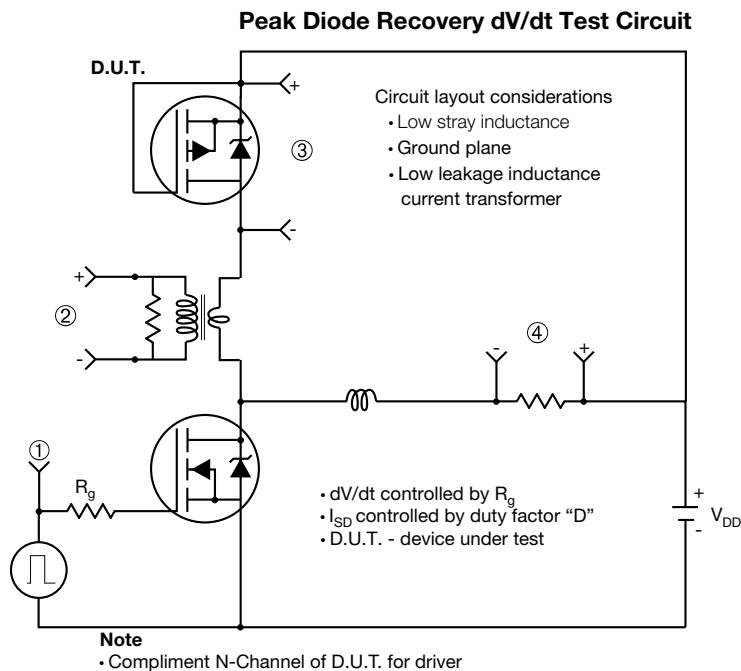 Peak Diode Recovery dV/dt Test Circuit
D.U.T.
+
Circuit layout considerations
• Low stray inductance
• Ground plane
• Low leakage inductance
current transformer
③
-
+
②
-
-
④
+
①
Rg
• dV/dt controlled by Rg
• ISD controlled by duty factor “D”
• D.U.T. - device under test
+
VDD
-
Note
• Compliment N-Channel of D.U.T. for driver